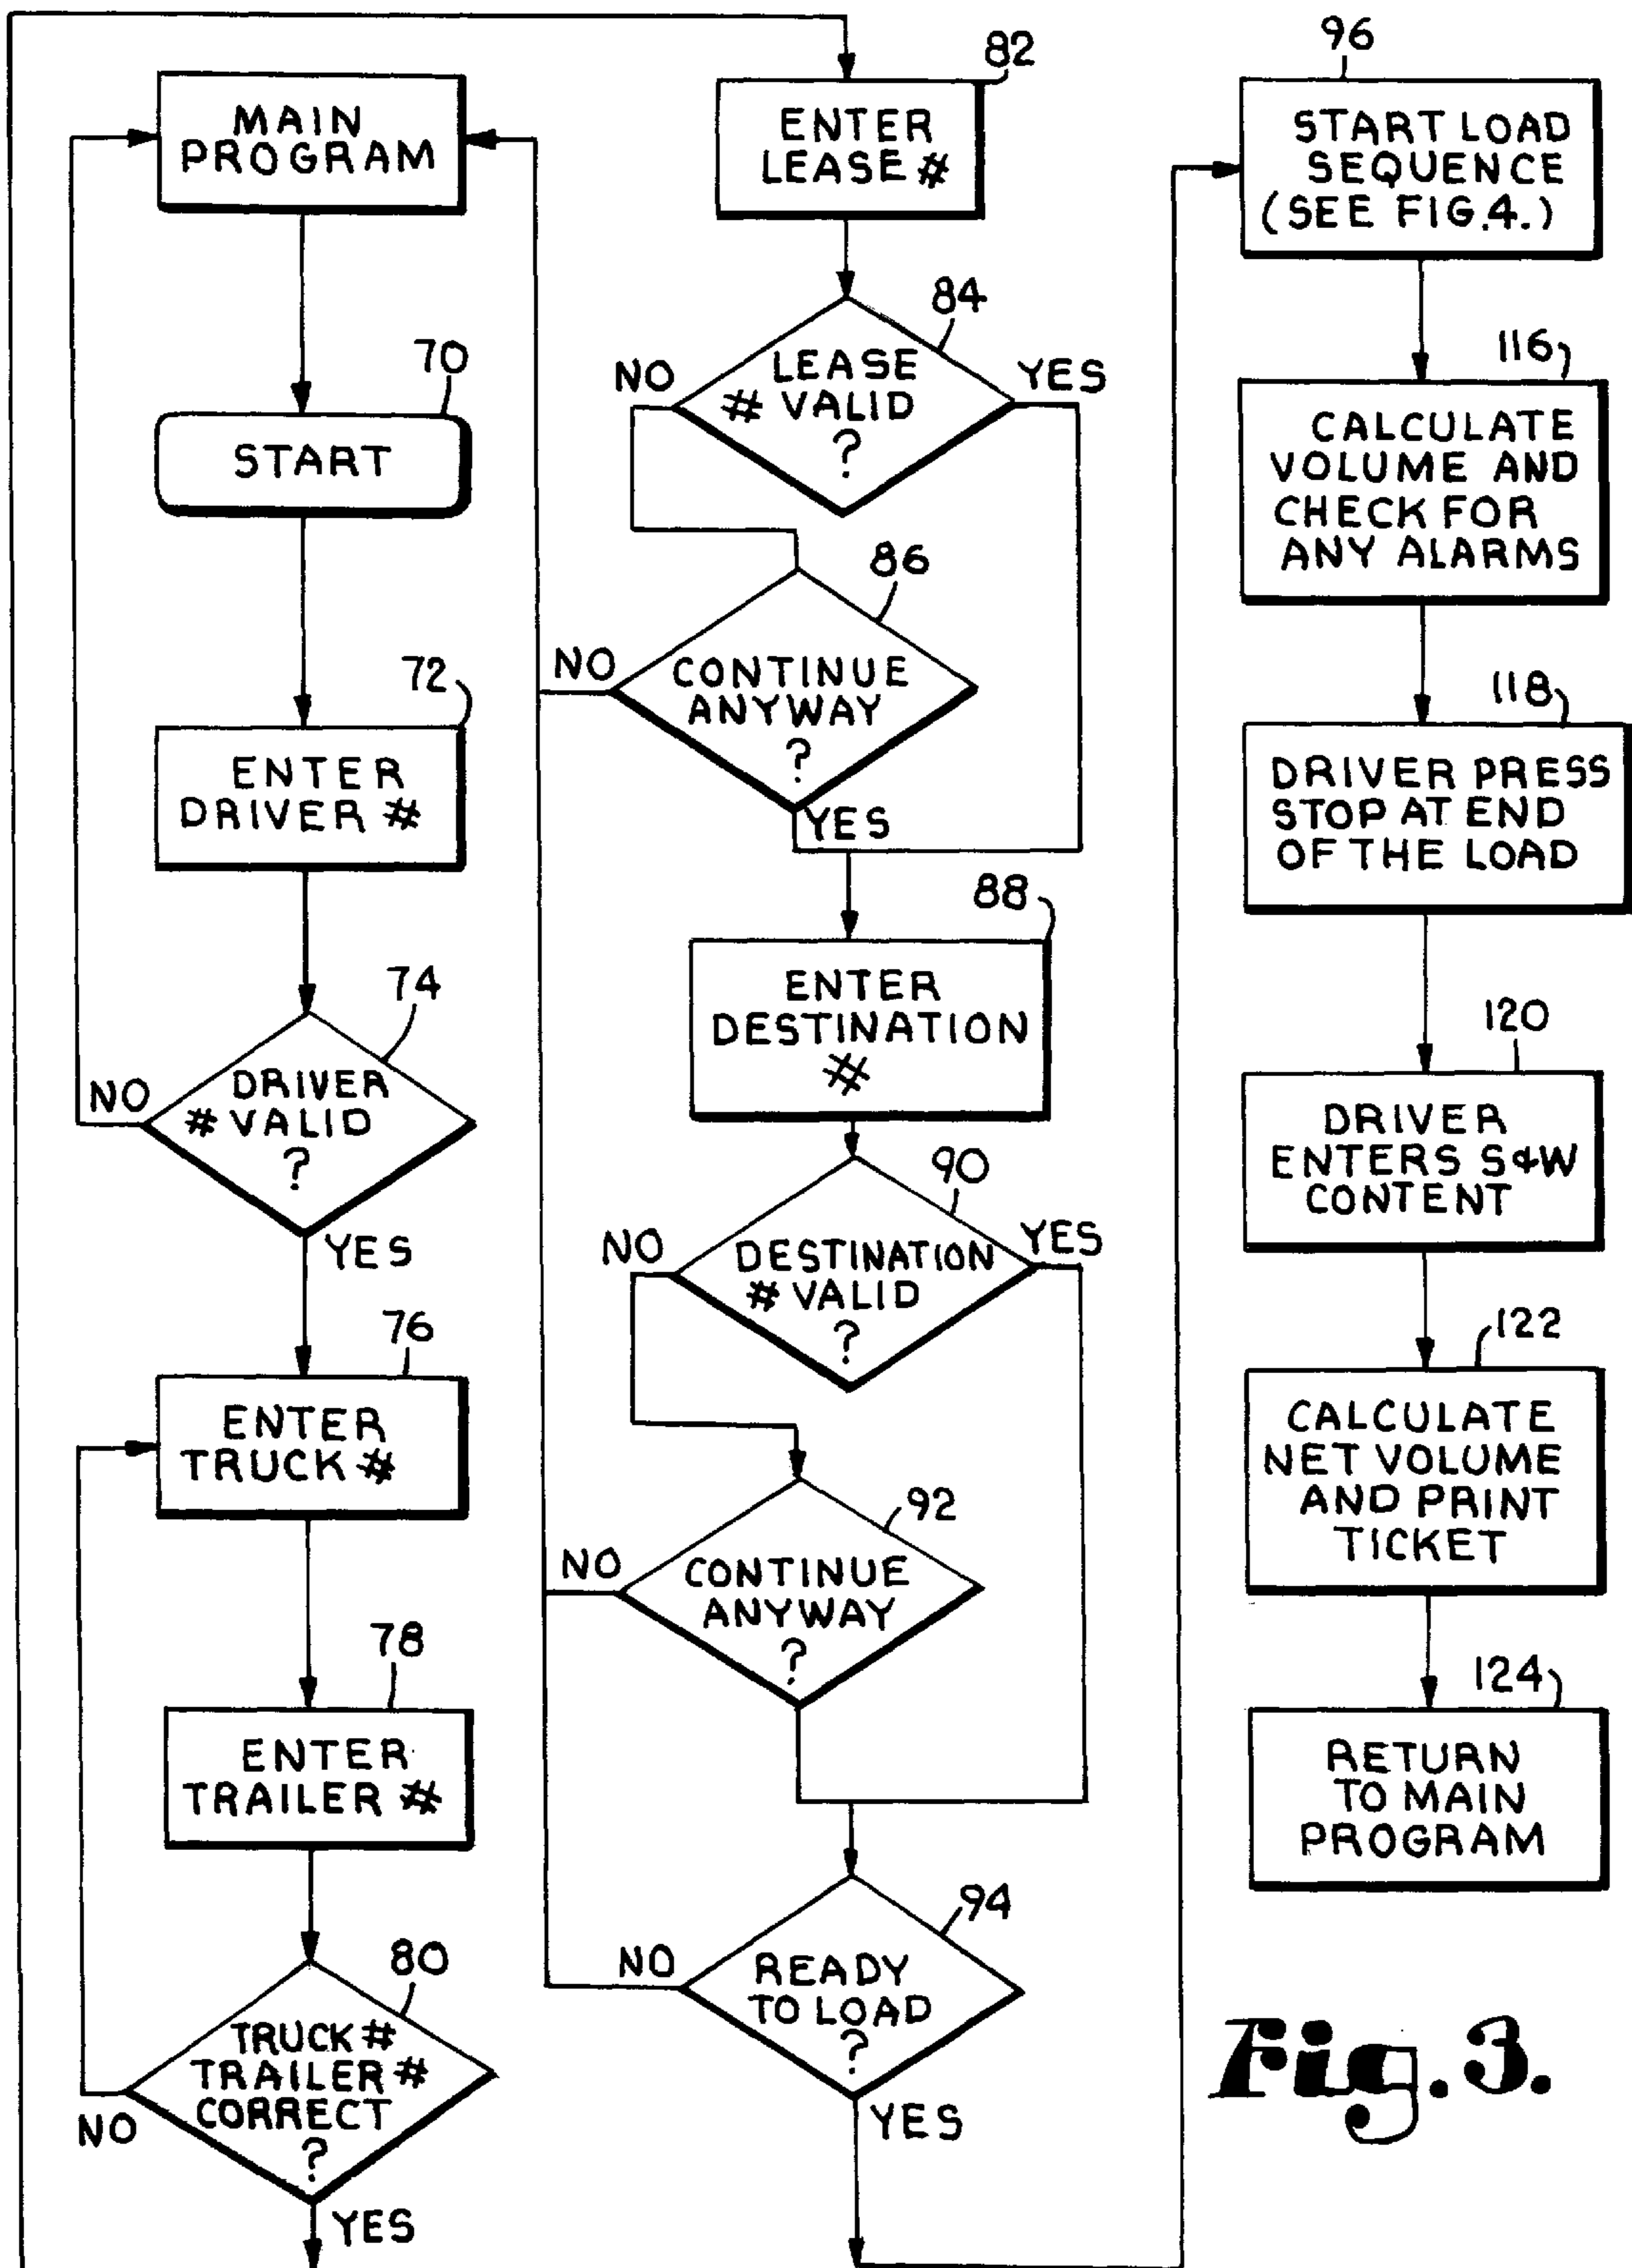 MAIN
PROGRAM
70
START
72
ENTER
DRIVER #
74
DRIVER
# VALID
?
NO
YES
76
ENTER
TRUCK #
78
ENTER
TRAILER #
80
TRUCK #
TRAILER #
CORRECT
?
NO
YES
82
ENTER
LEASE #
84
LEASE
# VALID
?
NO
YES
86
CONTINUE
ANYWAY
?
NO
YES
88
ENTER
DESTINATION
#
90
DESTINATION
# VALID
?
NO
YES
92
CONTINUE
ANYWAY
?
NO
94
READY
TO LOAD
?
NO
YES
96
START LOAD
SEQUENCE
(SEE FIG.4.)
116
CALCULATE
VOLUME AND
CHECK FOR
ANY ALARMS
118
DRIVER PRESS
STOP AT END
OF THE LOAD
120
DRIVER
ENTERS S&W
CONTENT
122
CALCULATE
NET VOLUME
AND PRINT
TICKET
124
RETURN
TO MAIN
PROGRAM
Fig. 3.